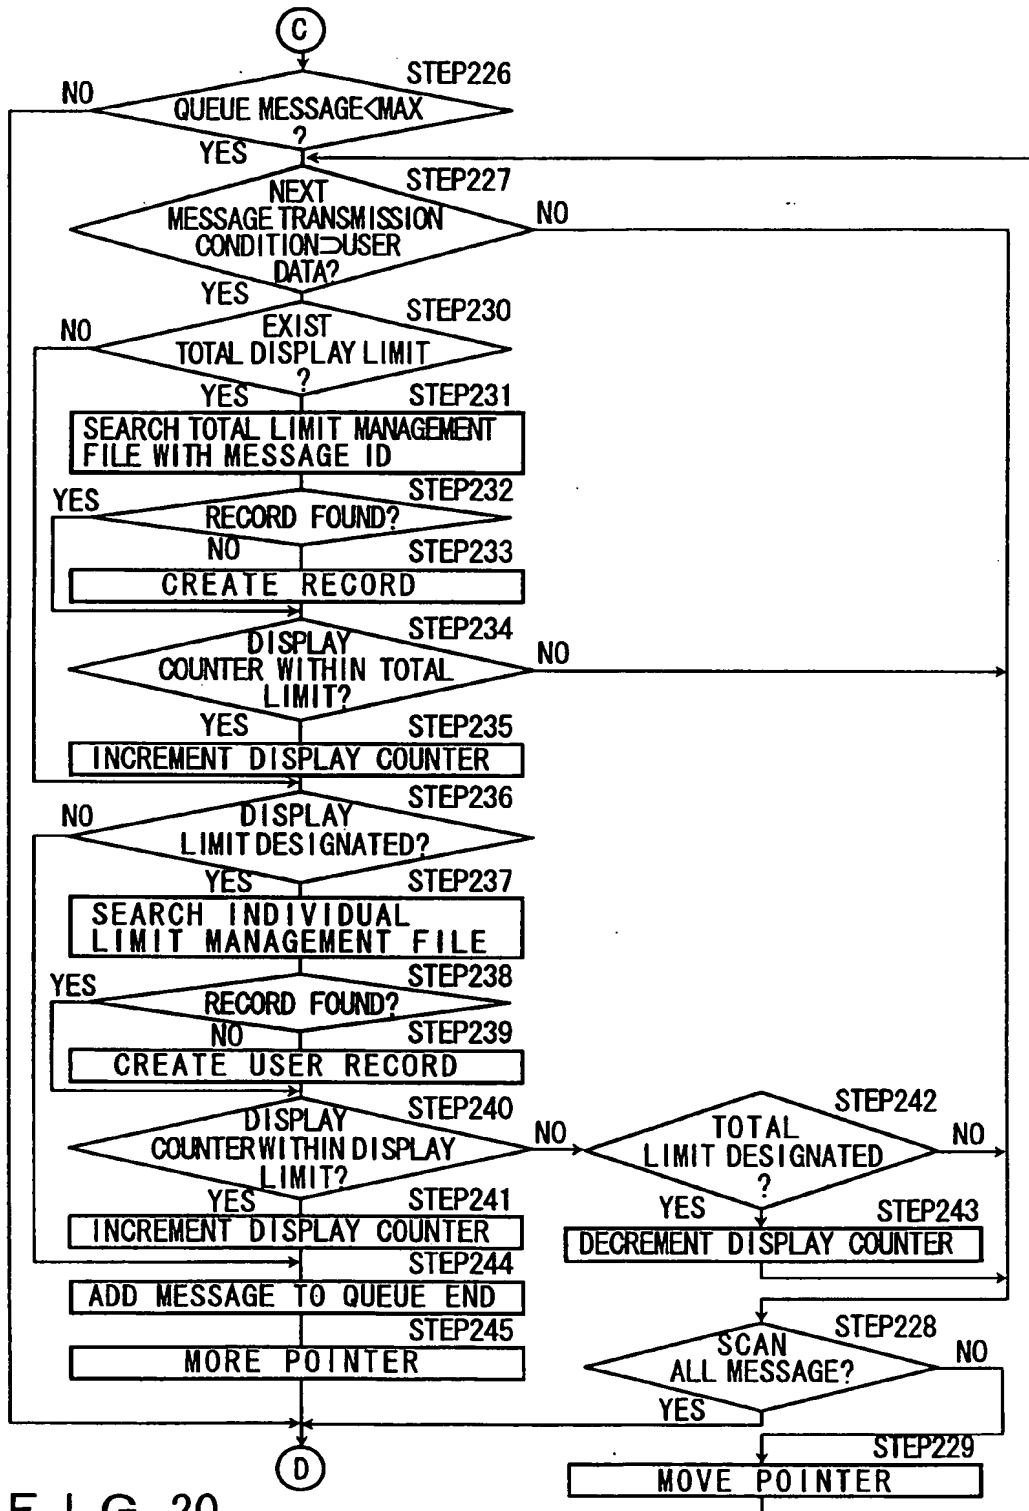 C
STEP226
NO
QUEUE MESSAGE<MAX
?
YES
STEP227
NEXT
MESSAGE TRANSMISSION
CONDITION⊃USER
DATA?
NO
YES
STEP230
NO
EXIST
TOTAL DISPLAY LIMIT
?
YES
STEP231
SEARCH TOTAL LIMIT MANAGEMENT
FILE WITH MESSAGE ID
STEP232
YES
RECORD FOUND?
NO
STEP233
CREATE RECORD
STEP234
DISPLAY
COUNTER WITHIN TOTAL
LIMIT?
NO
YES
STEP235
INCREMENT DISPLAY COUNTER
STEP236
NO
DISPLAY
LIMIT DESIGNATED?
YES
STEP237
SEARCH INDIVIDUAL
LIMIT MANAGEMENT FILE
STEP238
YES
RECORD FOUND?
NO
STEP239
CREATE USER RECORD
STEP240
DISPLAY
COUNTER WITHIN DISPLAY
LIMIT?
NO
STEP242
TOTAL
LIMIT DESIGNATED
?
NO
YES
STEP241
INCREMENT DISPLAY COUNTER
YES
STEP243
DECREMENT DISPLAY COUNTER
STEP244
ADD MESSAGE TO QUEUE END
STEP245
MORE POINTER
STEP228
SCAN
ALL MESSAGE?
NO
YES
STEP229
MOVE POINTER
D
FIG. 20